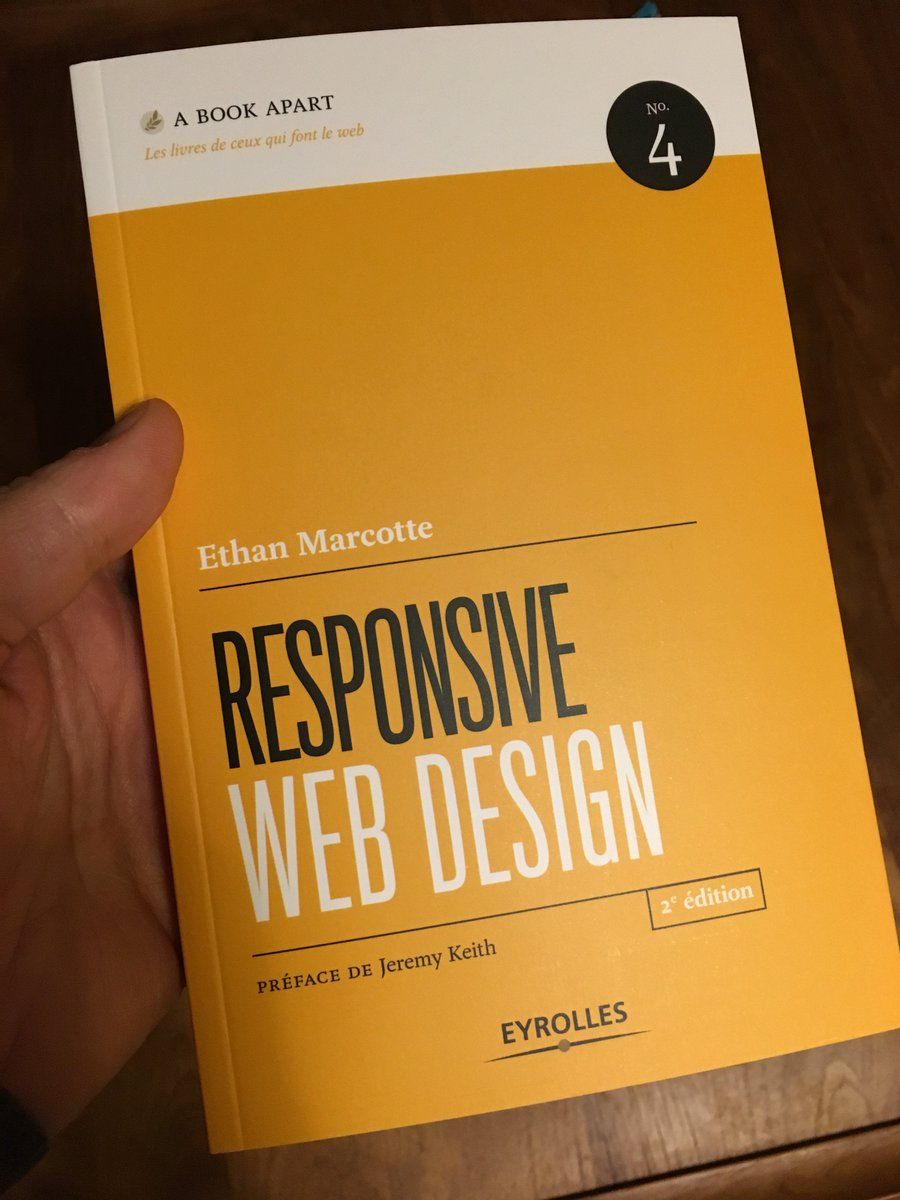 A BOOK APART
Les livres de ceux qui font le web
No.
4
Ethan Marcotte
RESPONSIVE
WEB DESIGN
2e édition
PRÉFACE DE Jeremy Keith
EYROLLES